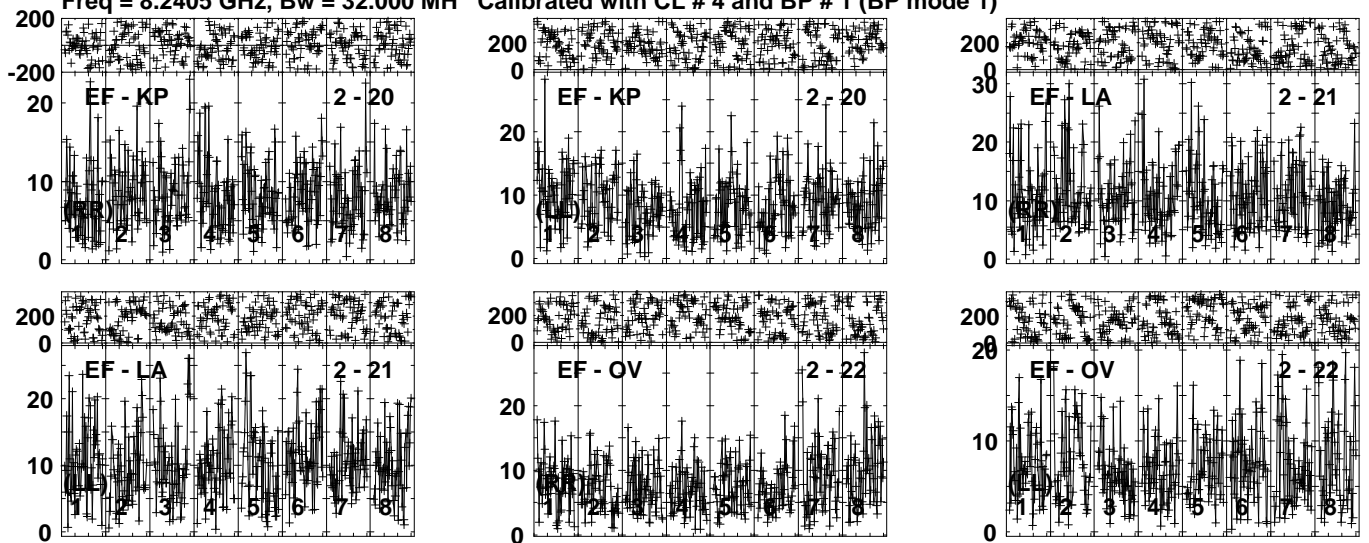 Freq = 8.2405 GHz, Bw = 32.000 MH Calibrated with CL # 4 and BP # 1 (BP mode 1)
200
-200
EF - KP 2 - 20
20
10
0
(RR)
1 2 3 4 5 6 7 8
200
0
EF - KP 2 - 20
20
10
0
(LL)
1 2 3 4 5 6 7 8
200
0
EF - LA 2 - 21
30
20
10
0
(RR)
1 2 3 4 5 6 7 8
200
0
EF - LA 2 - 21
20
10
0
(LL)
1 2 3 4 5 6 7 8
200
0
EF - OV 2 - 22
20
10
0
(RR)
1 2 3 4 5 6 7 8
200
0
EF - OV 2 - 22
20
10
0
(LL)
1 2 3 4 5 6 7 8